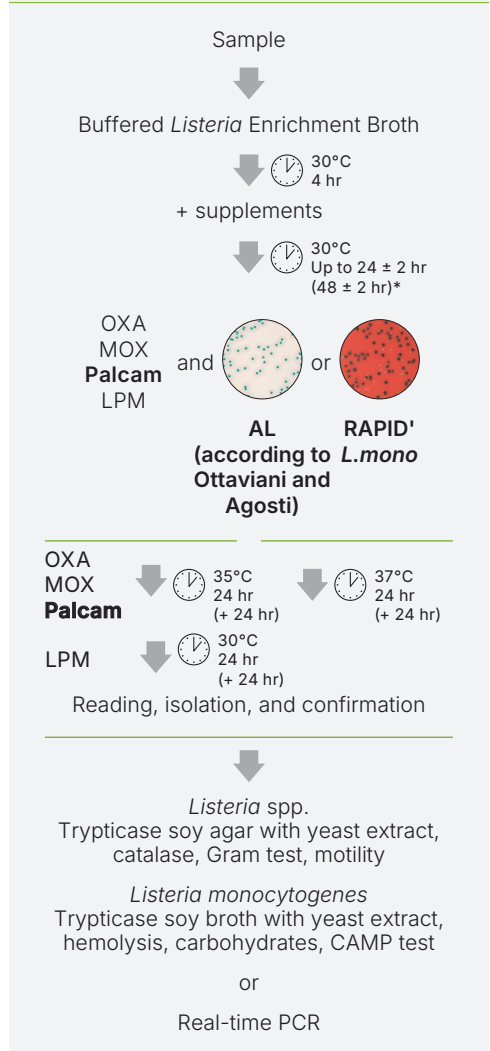 Sample
Buffered Listeria Enrichment Broth
30°C
4 hr
+ supplements
30°C
Up to 24 ± 2 hr
(48 ± 2 hr)*
OXA
MOX
Palcam
LPM
and
or
AL
(according to
Ottaviani and
Agosti)
RAPID'
L.mono
OXA
MOX
Palcam
35°C
24 hr
(+ 24 hr)
37°C
24 hr
(+ 24 hr)
LPM
30°C
24 hr
(+ 24 hr)
Reading, isolation, and confirmation
Listeria spp.
Trypticase soy agar with yeast extract,
catalase, Gram test, motility
Listeria monocytogenes
Trypticase soy broth with yeast extract,
hemolysis, carbohydrates, CAMP test
or
Real-time PCR